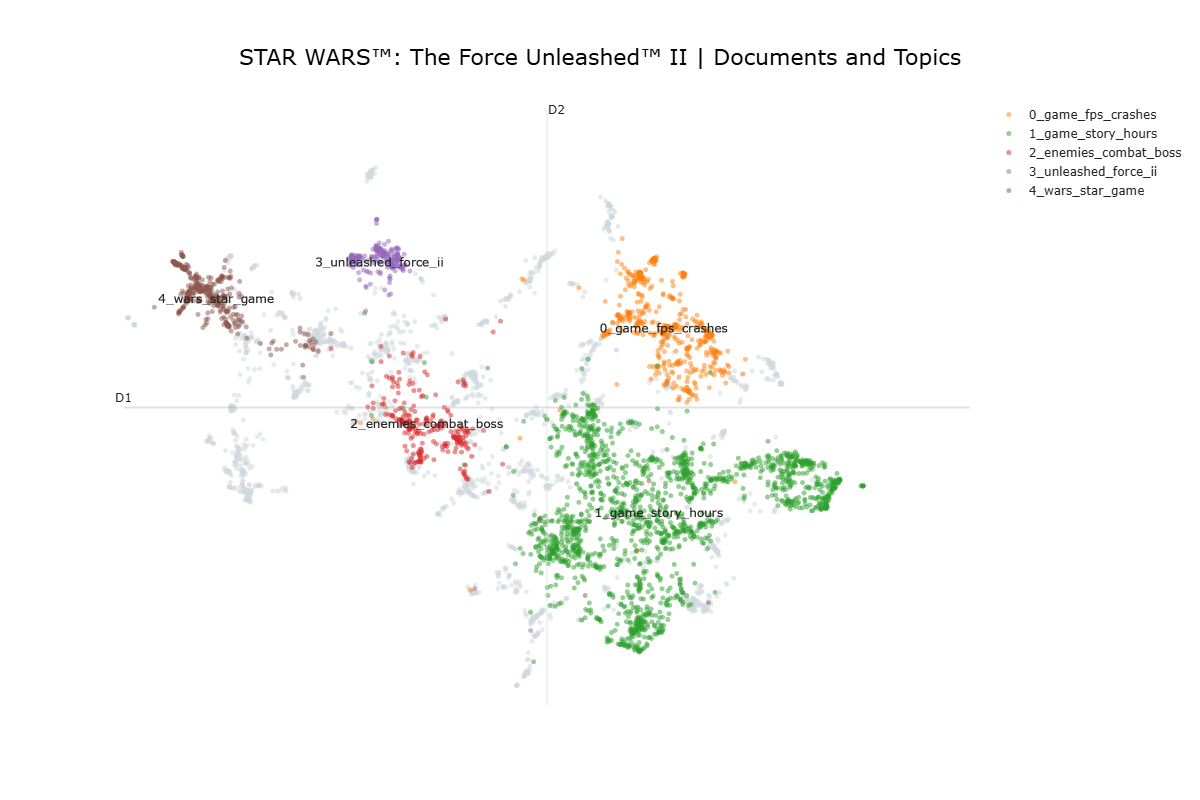 STAR WARS™: The Force Unleashed™ II | Documents and Topics
D2
0_game_fps_crashes
1_game_story_hours
2_enemies_combat_boss
3_unleashed_force_ii
4_wars_star_game
3_unleashed_force_ii
4_wars_star_game
0_game_fps_crashes
D1
2_enemies_combat_boss
1_game_story_hours